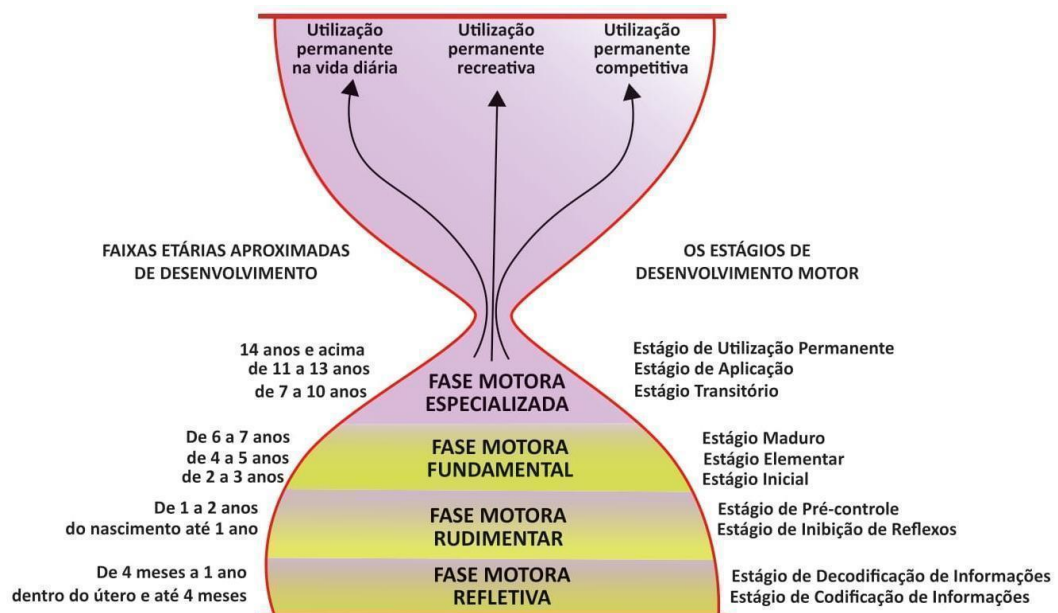 Utilização
permanente
na vida diária
Utilização
permanente
recreativa
Utilização
permanente
competitiva
FAIXAS ETÁRIAS APROXIMADAS
DE DESENVOLVIMENTO
OS ESTÁGIOS DE
DESENVOLVIMENTO MOTOR
14 anos e acima
de 11 a 13 anos
de 7 a 10 anos
FASE MOTORA
ESPECIALIZADA
Estágio de Utilização Permanente
Estágio de Aplicação
Estágio Transitório
De 6 a 7 anos
de 4 a 5 anos
de 2 a 3 anos
FASE MOTORA
FUNDAMENTAL
Estágio Maduro
Estágio Elementar
Estágio Inicial
De 1 a 2 anos
do nascimento até 1 ano
FASE MOTORA
RUDIMENTAR
Estágio de Pré-controle
Estágio de Inibição de Reflexos
De 4 meses a 1 ano
dentro do útero e até 4 meses
FASE MOTORA
REFLETIVA
Estágio de Decodificação de Informações
Estágio de Codificação de Informações